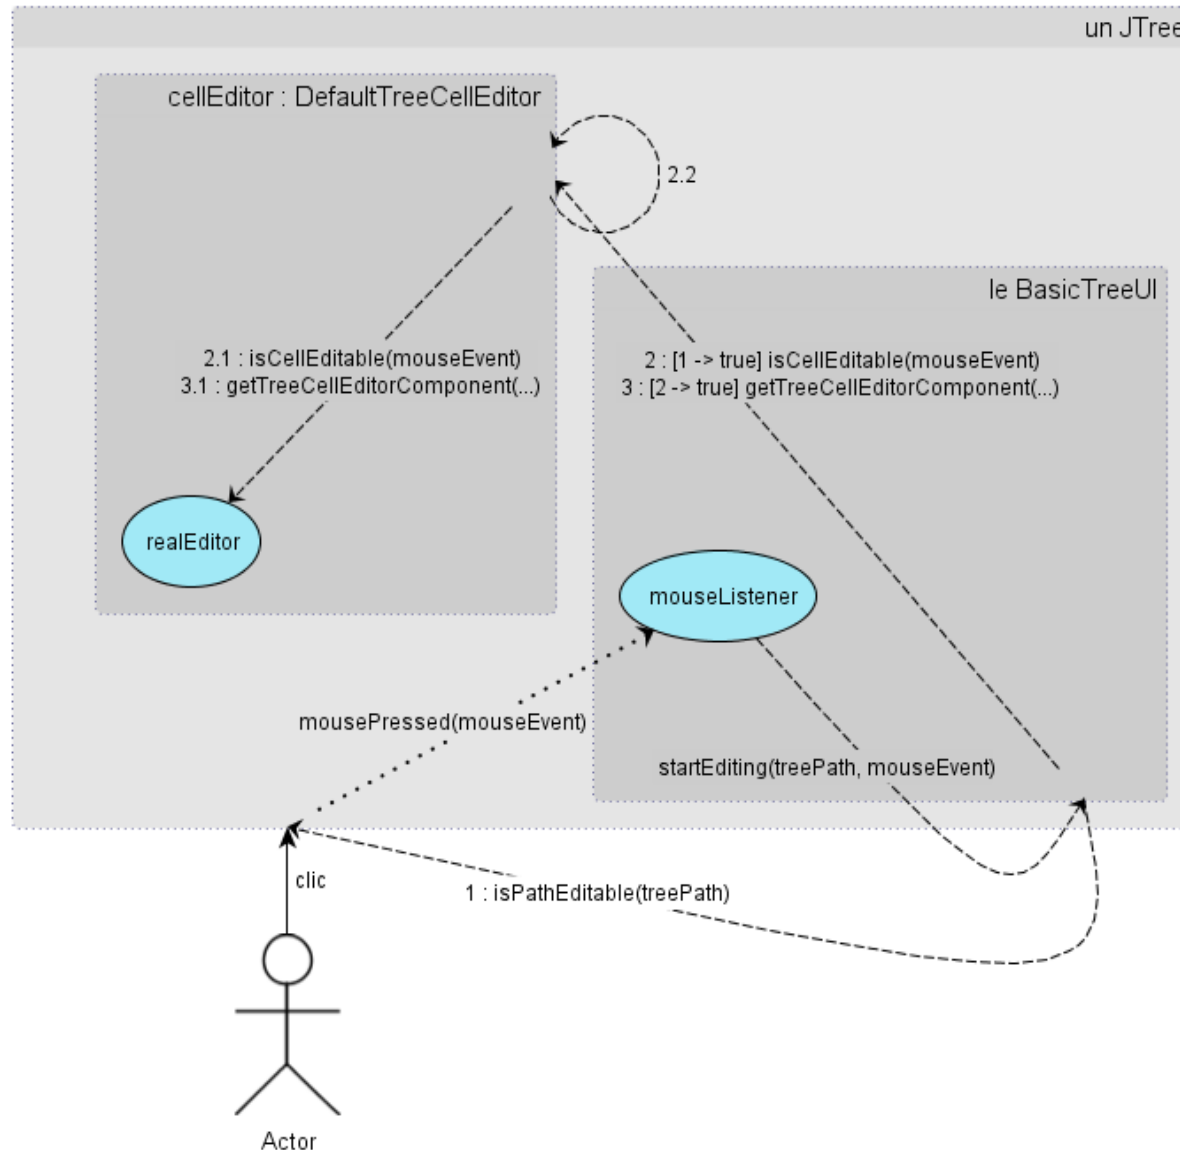 un JTree
cellEditor : DefaultTreeCellEditor
2.2
le BasicTreeUI
2.1 : isCellEditable(mouseEvent)
3.1 : getTreeCellEditorComponent(...)
2 : [1 -> true] isCellEditable(mouseEvent)
3 : [2 -> true] getTreeCellEditorComponent(...)
realEditor
mouseListener
mousePressed(mouseEvent)
startEditing(treePath, mouseEvent)
clic
1 : isPathEditable(treePath)
Actor